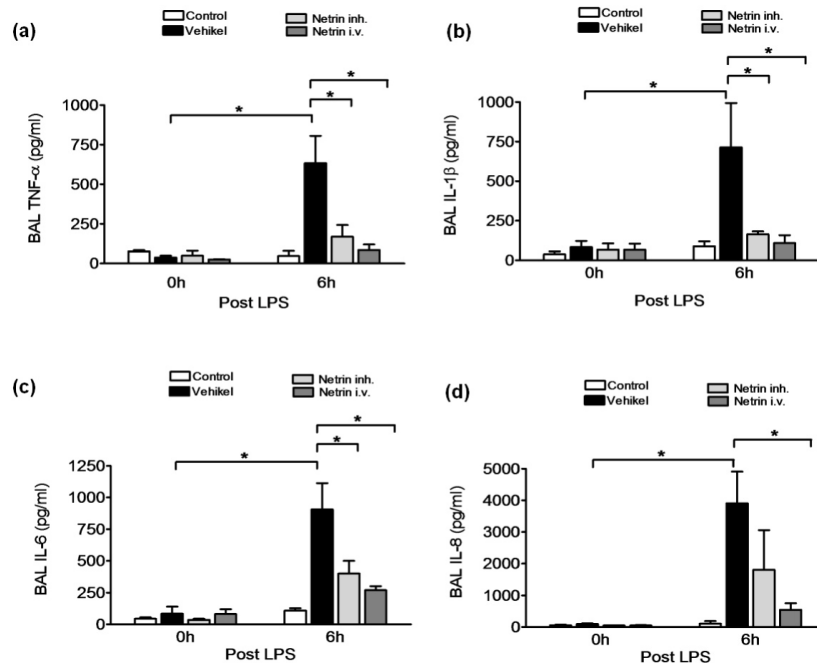 (a)
Control
Vehikel
Netrin inh.
Netrin i.v.
*
*
*
BAL TNF-α (pg/ml)
1000
750
500
250
0
0h
6h
Post LPS
(b)
Control
Vehikel
Netrin inh.
Netrin i.v.
*
*
*
BAL IL-1β (pg/ml)
1000
750
500
250
0
0h
6h
Post LPS
(c)
Control
Vehikel
Netrin inh.
Netrin i.v.
*
*
*
BAL IL-6 (pg/ml)
1250
1000
750
500
250
0
0h
6h
Post LPS
(d)
Control
Vehikel
Netrin inh.
Netrin i.v.
*
*
BAL IL-8 (pg/ml)
5000
4000
3000
2000
1000
0
0h
6h
Post LPS